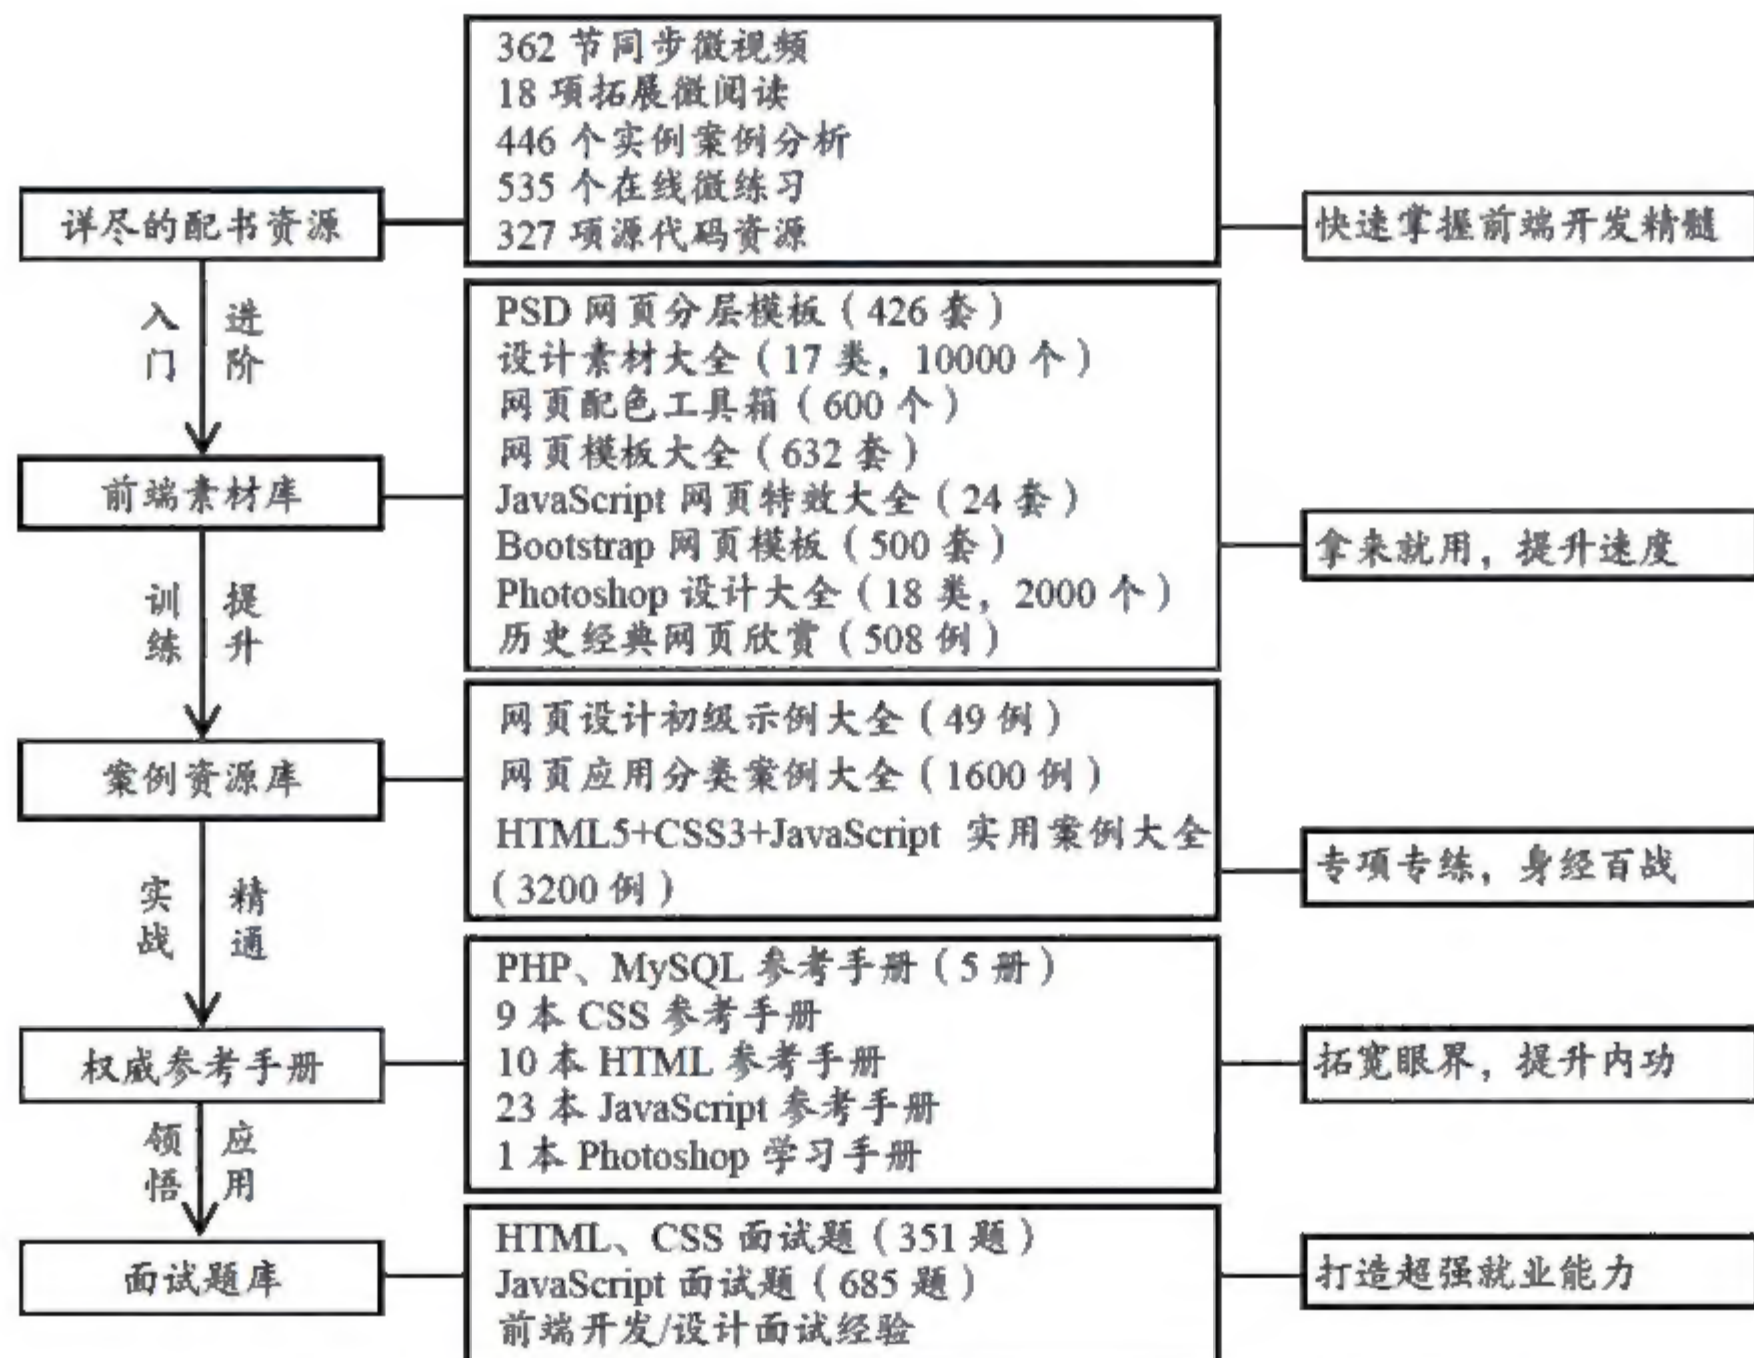 详尽的配书资源
362 节同步微视频
18 项拓展微阅读
446 个实例案例分析
535 个在线微练习
327 项源代码资源
快速掌握前端开发精髓
入门
进阶
前端素材库
PSD 网页分层模板（426 套）
设计素材大全（17 类，10000 个）
网页配色工具箱（600 个）
网页模板大全（632 套）
JavaScript 网页特效大全（24 套）
Bootstrap 网页模板（500 套）
Photoshop 设计大全（18 类，2000 个）
历史经典网页欣赏（508 例）
拿来就用，提升速度
训练
提升
案例资源库
网页设计初级示例大全（49 例）
网页应用分类案例大全（1600 例）
HTML5+CSS3+JavaScript 实用案例大全
（3200 例）
专项专练，身经百战
实战
精通
权威参考手册
PHP、MySQL 参考手册（5 册）
9 本 CSS 参考手册
10 本 HTML 参考手册
23 本 JavaScript 参考手册
1 本 Photoshop 学习手册
拓宽眼界，提升内功
领悟
应用
面试题库
HTML、CSS 面试题（351 题）
JavaScript 面试题（685 题）
前端开发/设计面试经验
打造超强就业能力